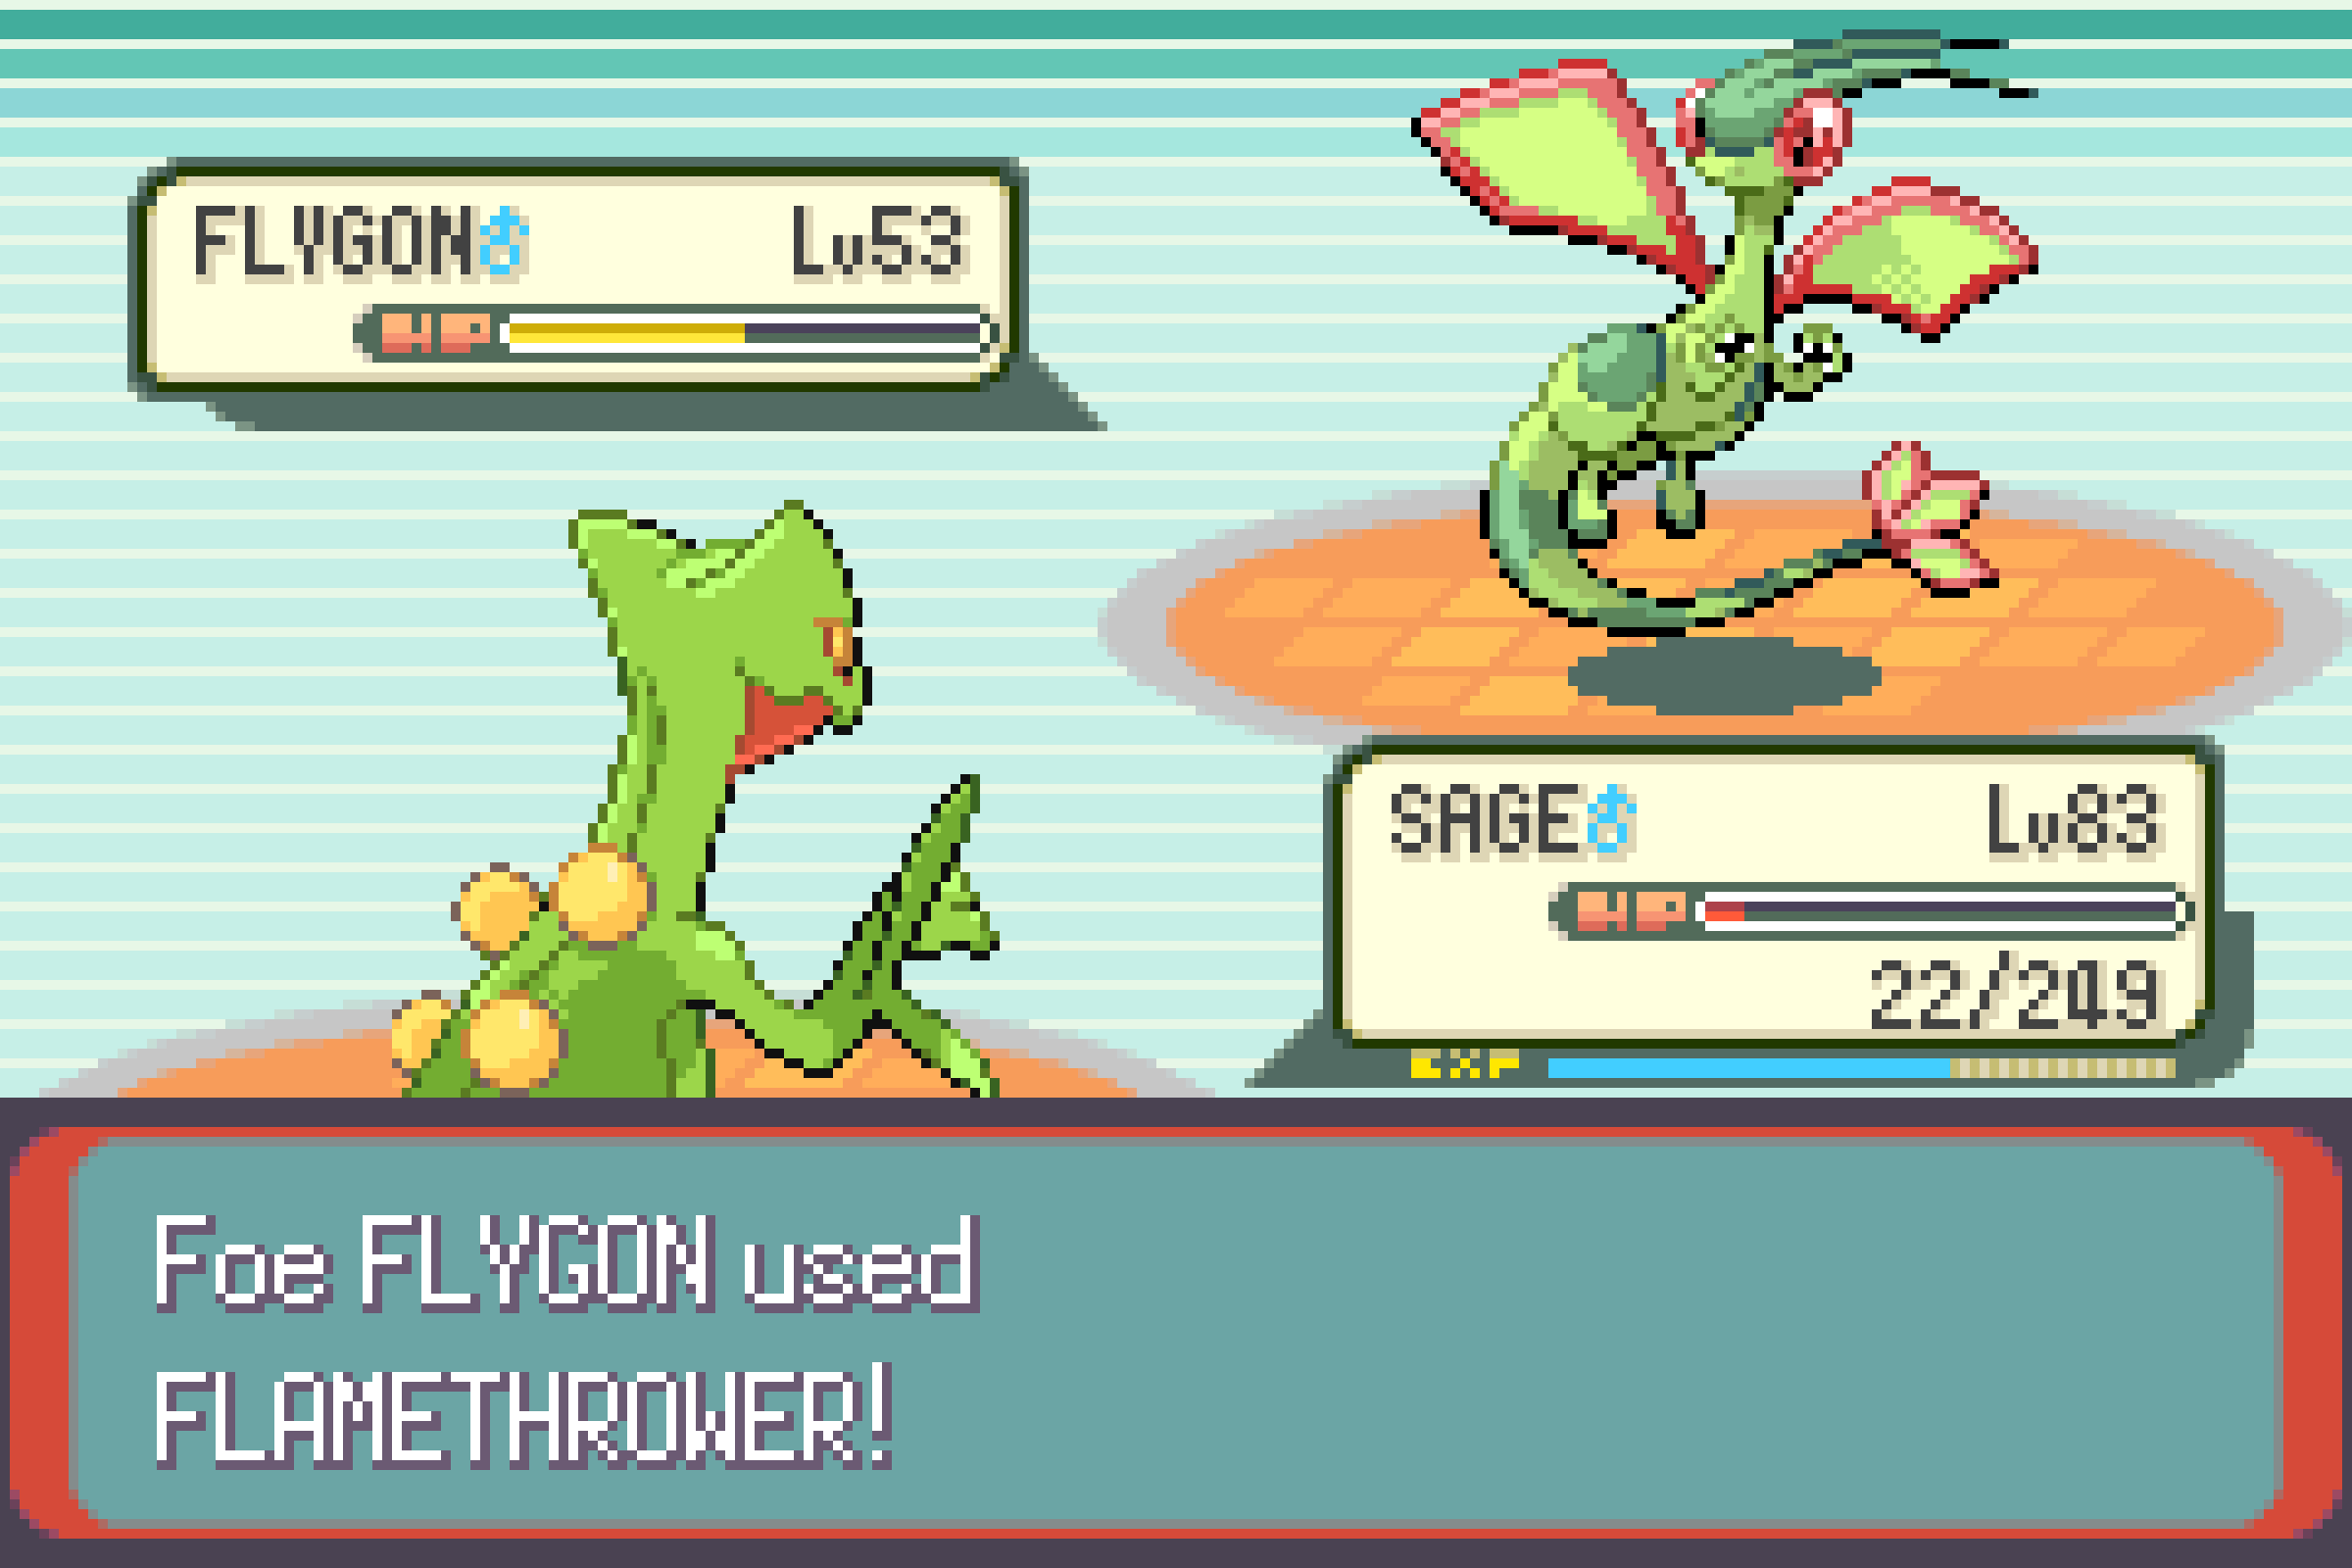 FLYGON♂ Lv53
HP
SAGE♂ Lv83
HP
22/249
EXP
Foe FLYGON used
FLAMETHROWER!